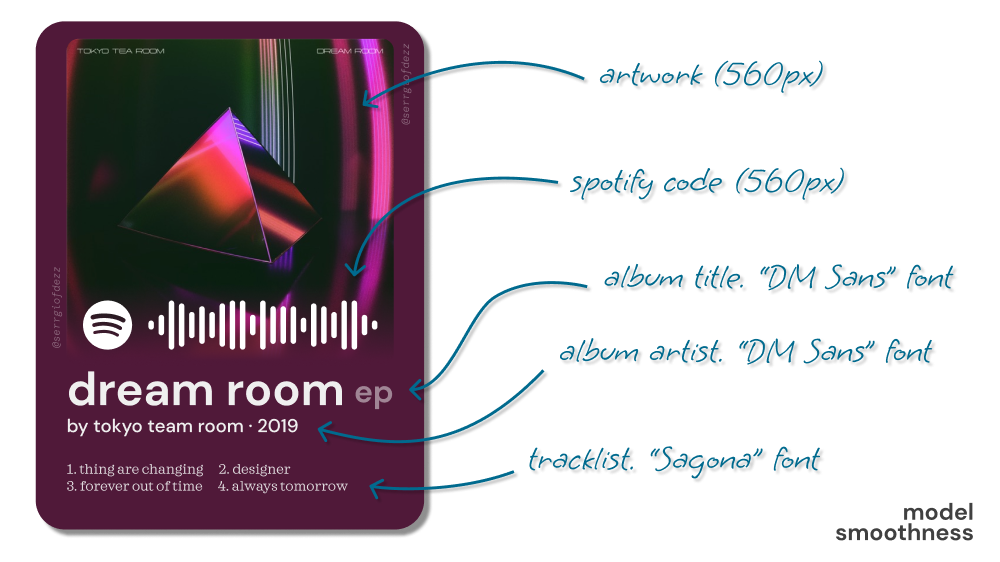 TOKYO TEA ROOM
DREAM ROOM
@serrgiofdezz
artwork (560px)
spotify code (560px)
@serrgiofdezz
album title. "DM Sans" font
dream room ep
album artist. "DM Sans" font
by tokyo team room · 2019
tracklist. "Sagona" font
1. thing are changing 2. designer
3. forever out of time 4. always tomorrow
model
smoothness